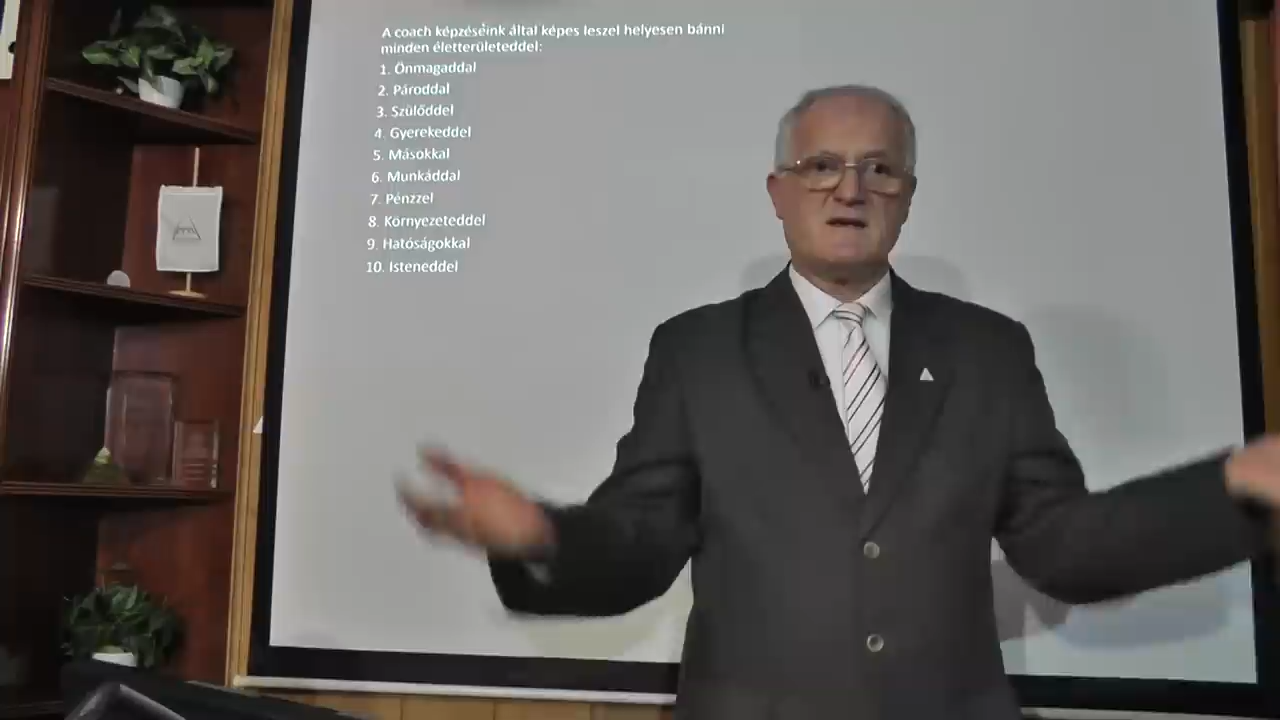 A coach képzéseink által képes leszel helyesen bánni
minden életterületeddel:
1. Önmagaddal
2. Pároddal
3. Szülőddel
4. Gyerekeddel
5. Másokkal
6. Munkáddal
7. Pénzzel
8. Környezeteddel
9. Hatóságokkal
10. Isteneddel